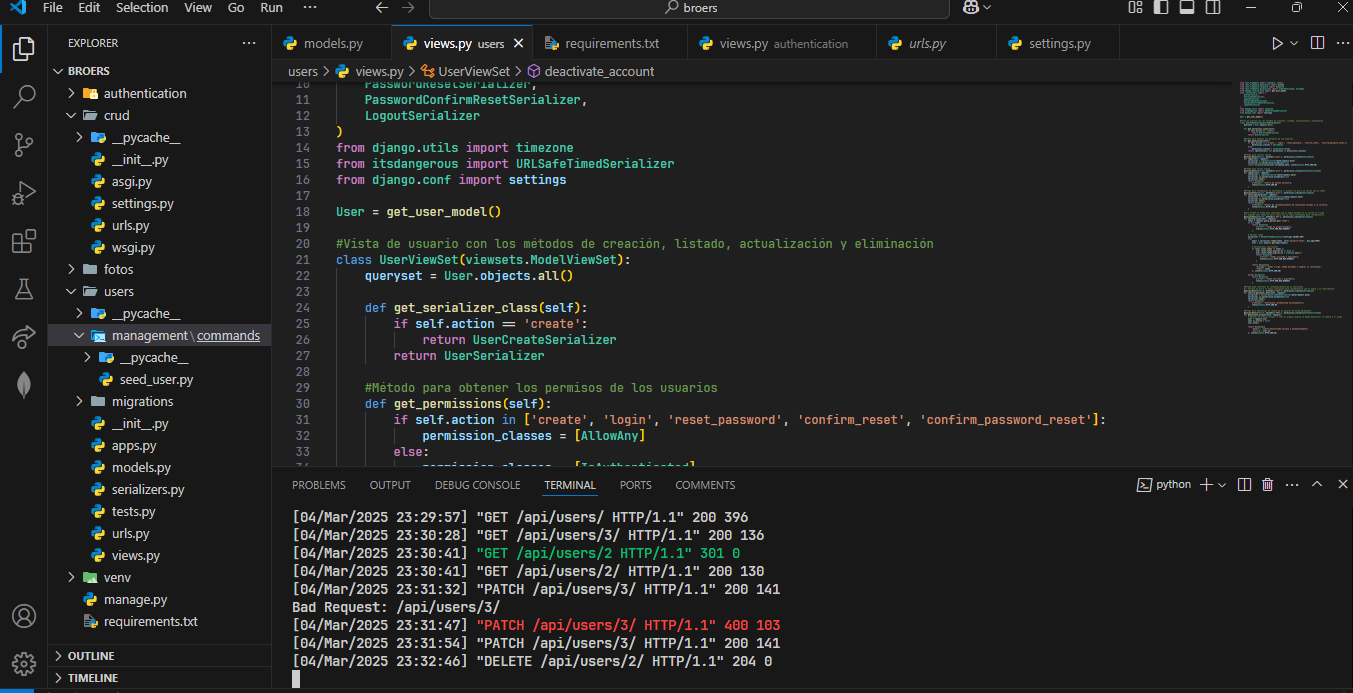 File Edit Selection View Go Run ··· broers
EXPLORER ···
BROERS
authentication
crud
__pycache__
__init__.py
asgi.py
settings.py
urls.py
wsgi.py
fotos
users
__pycache__
management\commands
__pycache__
seed_user.py
migrations
__init__.py
apps.py
models.py
serializers.py
tests.py
urls.py
views.py
venv
manage.py
requirements.txt
OUTLINE
TIMELINE
models.py views.py users requirements.txt views.py authentication urls.py settings.py
users > views.py > UserViewSet > deactivate_account
10 PasswordResetSerializer,
11 PasswordConfirmResetSerializer,
12 LogoutSerializer
13 )
14 from django.utils import timezone
15 from itsdangerous import URLSafeTimedSerializer
16 from django.conf import settings
17
18 User = get_user_model()
19
20 #Vista de usuario con los métodos de creación, listado, actualización y eliminación
21 class UserViewSet(viewsets.ModelViewSet):
22 queryset = User.objects.all()
23
24 def get_serializer_class(self):
25 if self.action == 'create':
26 return UserCreateSerializer
27 return UserSerializer
28
29 #Método para obtener los permisos de los usuarios
30 def get_permissions(self):
31 if self.action in ['create', 'login', 'reset_password', 'confirm_reset', 'confirm_password_reset']:
32 permission_classes = [AllowAny]
33 else:
34 permission_classes = [IsAuthenticated]
PROBLEMS OUTPUT DEBUG CONSOLE TERMINAL PORTS COMMENTS python
[04/Mar/2025 23:29:57] "GET /api/users/ HTTP/1.1" 200 396
[04/Mar/2025 23:30:28] "GET /api/users/3/ HTTP/1.1" 200 136
[04/Mar/2025 23:30:41] "GET /api/users/2 HTTP/1.1" 301 0
[04/Mar/2025 23:30:41] "GET /api/users/2/ HTTP/1.1" 200 130
[04/Mar/2025 23:31:32] "PATCH /api/users/3/ HTTP/1.1" 200 141
Bad Request: /api/users/3/
[04/Mar/2025 23:31:47] "PATCH /api/users/3/ HTTP/1.1" 400 103
[04/Mar/2025 23:31:54] "PATCH /api/users/3/ HTTP/1.1" 200 141
[04/Mar/2025 23:32:46] "DELETE /api/users/2/ HTTP/1.1" 204 0